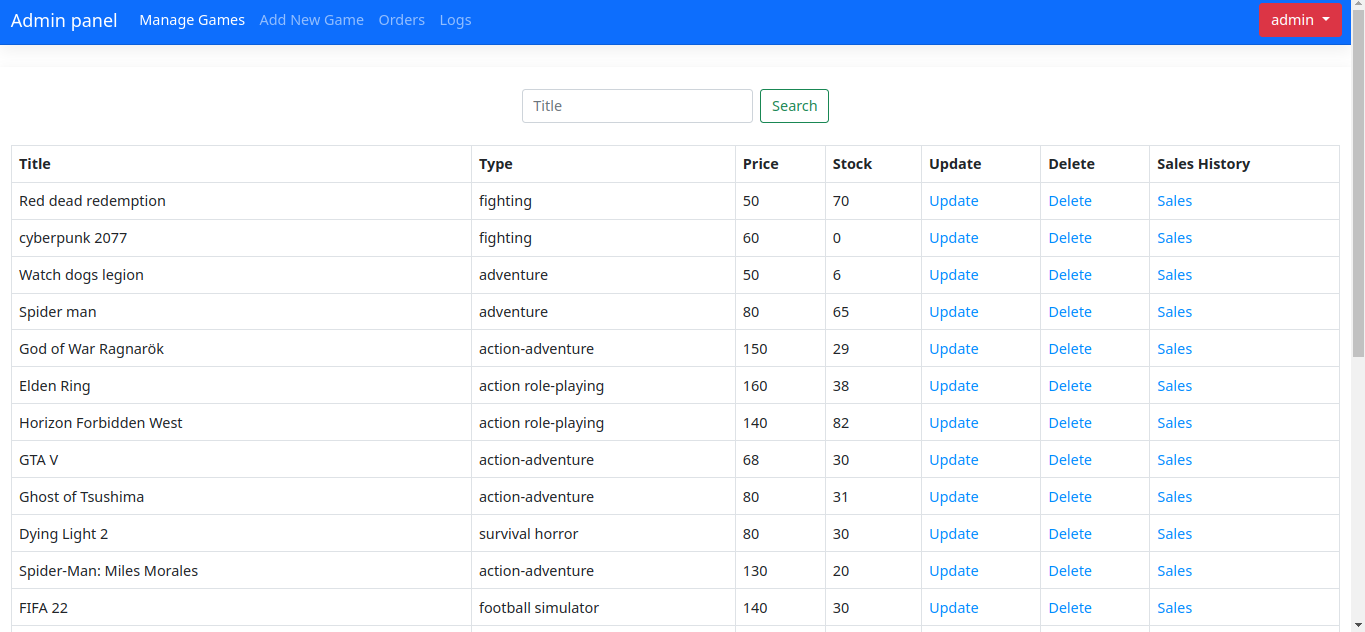 Admin panel Manage Games Add New Game Orders Logs admin
Title Search
Title Type Price Stock Update Delete Sales History
Red dead redemption fighting 50 70 Update Delete Sales
cyberpunk 2077 fighting 60 0 Update Delete Sales
Watch dogs legion adventure 50 6 Update Delete Sales
Spider man adventure 80 65 Update Delete Sales
God of War Ragnarök action-adventure 150 29 Update Delete Sales
Elden Ring action role-playing 160 38 Update Delete Sales
Horizon Forbidden West action role-playing 140 82 Update Delete Sales
GTA V action-adventure 68 30 Update Delete Sales
Ghost of Tsushima action-adventure 80 31 Update Delete Sales
Dying Light 2 survival horror 80 30 Update Delete Sales
Spider-Man: Miles Morales action-adventure 130 20 Update Delete Sales
FIFA 22 football simulator 140 30 Update Delete Sales